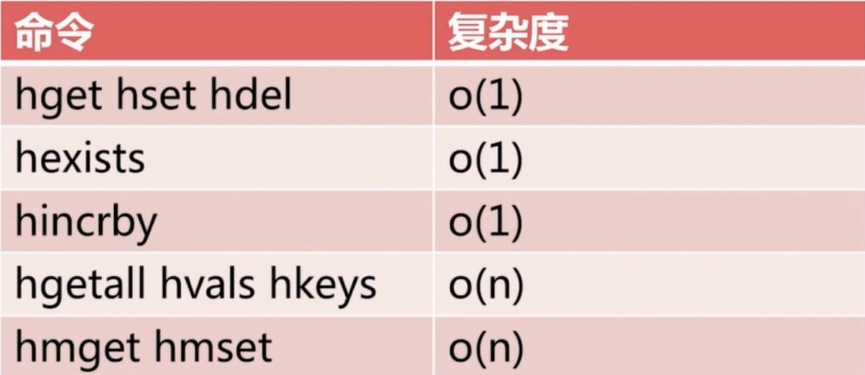 命令 复杂度
hget hset hdel o(1)
hexists o(1)
hincrby o(1)
hgetall hvals hkeys o(n)
hmget hmset o(n)